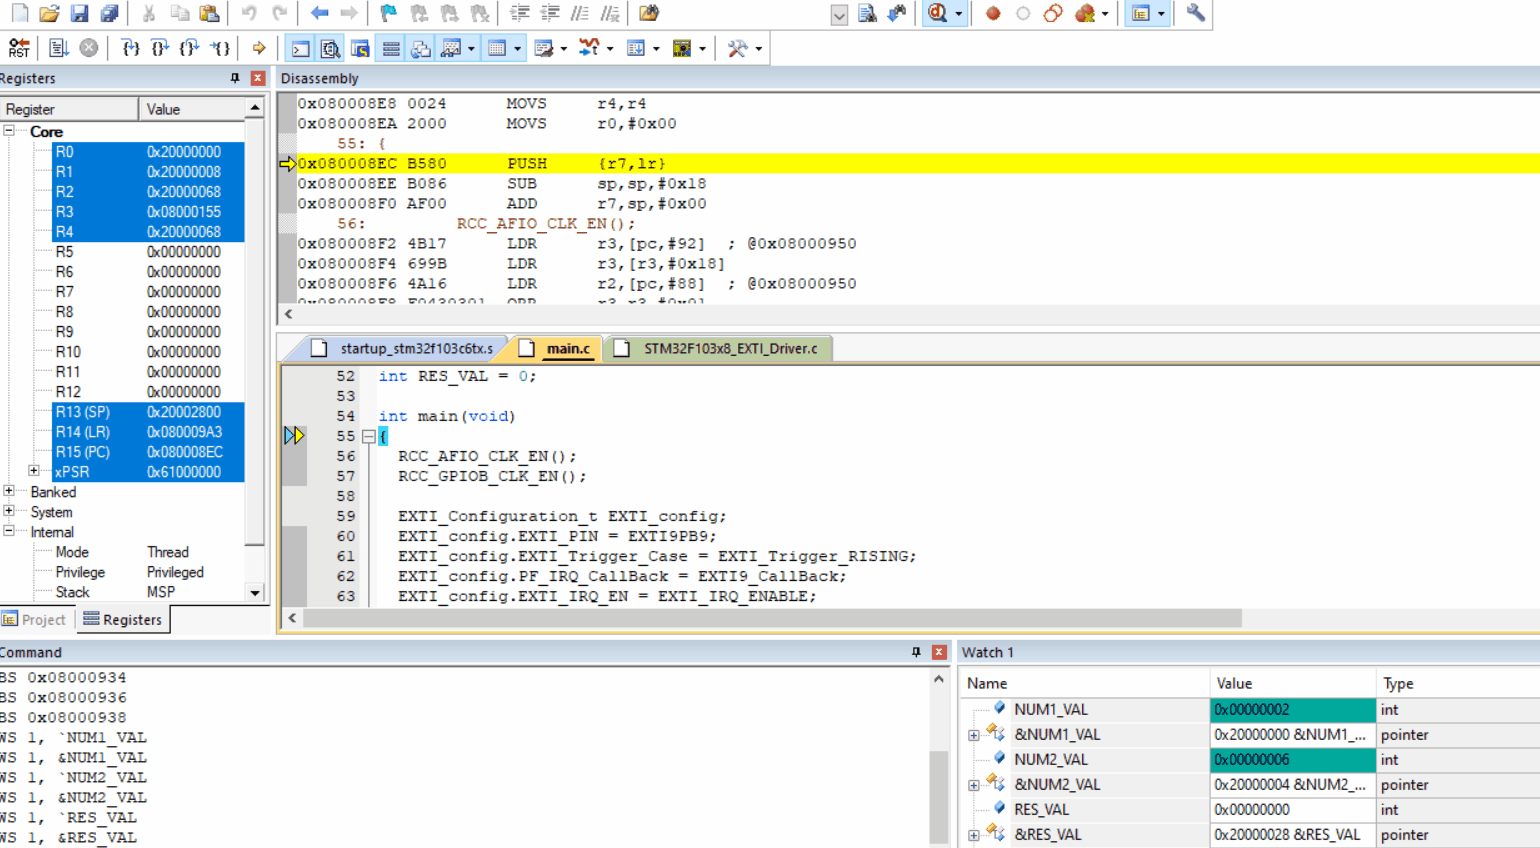 RST
Registers
Register Value
Core
R0 0x20000000
R1 0x20000008
R2 0x20000068
R3 0x08000155
R4 0x20000068
R5 0x00000000
R6 0x00000000
R7 0x00000000
R8 0x00000000
R9 0x00000000
R10 0x00000000
R11 0x00000000
R12 0x00000000
R13 (SP) 0x20002800
R14 (LR) 0x080009A3
R15 (PC) 0x080008EC
xPSR 0x61000000
Banked
System
Internal
Mode Thread
Privilege Privileged
Stack MSP
Project Registers
Disassembly
0x080008E8 0024 MOVS r4,r4
0x080008EA 2000 MOVS r0,#0x00
55: {
0x080008EC B580 PUSH {r7,lr}
0x080008EE B086 SUB sp,sp,#0x18
0x080008F0 AF00 ADD r7,sp,#0x00
56: RCC_AFIO_CLK_EN();
0x080008F2 4B17 LDR r3,[pc,#92] ; @0x08000950
0x080008F4 699B LDR r3,[r3,#0x18]
0x080008F6 4A16 LDR r2,[pc,#88] ; @0x08000950
0x080008F8 F0430301 ORR r3,r3,#0x01
startup_stm32f103c6tx.s main.c STM32F103x8_EXTI_Driver.c
52 int RES_VAL = 0;
53
54 int main(void)
55 {
56 RCC_AFIO_CLK_EN();
57 RCC_GPIOB_CLK_EN();
58
59 EXTI_Configuration_t EXTI_config;
60 EXTI_config.EXTI_PIN = EXTI9PB9;
61 EXTI_config.EXTI_Trigger_Case = EXTI_Trigger_RISING;
62 EXTI_config.PF_IRQ_CallBack = EXTI9_CallBack;
63 EXTI_config.EXTI_IRQ_EN = EXTI_IRQ_ENABLE;
Command
BS 0x08000934
BS 0x08000936
BS 0x08000938
WS 1, `NUM1_VAL
WS 1, &NUM1_VAL
WS 1, `NUM2_VAL
WS 1, &NUM2_VAL
WS 1, `RES_VAL
WS 1, &RES_VAL
Watch 1
Name Value Type
NUM1_VAL 0x00000002 int
&NUM1_VAL 0x20000000 &NUM1_... pointer
NUM2_VAL 0x00000006 int
&NUM2_VAL 0x20000004 &NUM2_... pointer
RES_VAL 0x00000000 int
&RES_VAL 0x20000028 &RES_VAL pointer